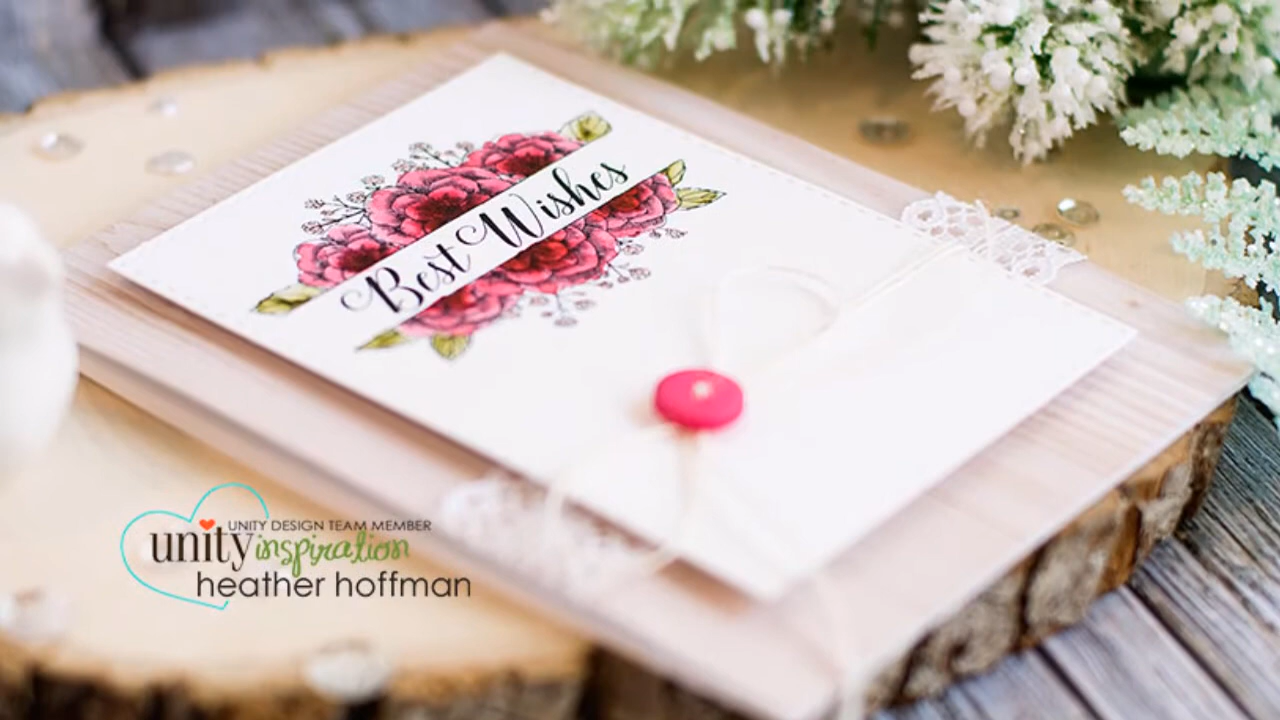 Best Wishes
UNITY DESIGN TEAM MEMBER
unity inspiration
heather hoffman